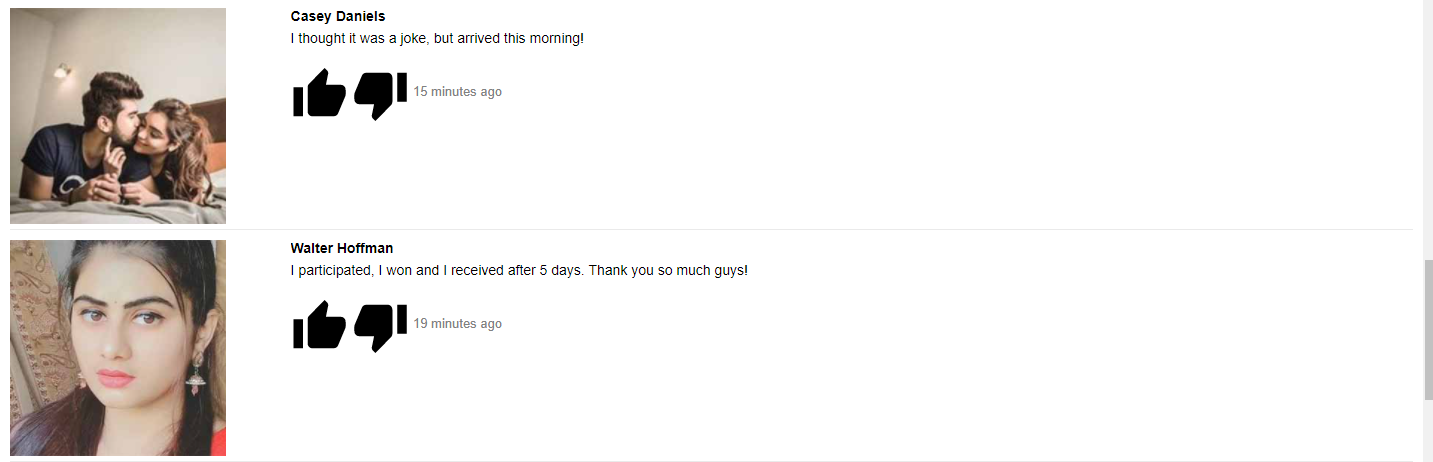 Casey Daniels
I thought it was a joke, but arrived this morning!
15 minutes ago
Walter Hoffman
I participated, I won and I received after 5 days. Thank you so much guys!
19 minutes ago